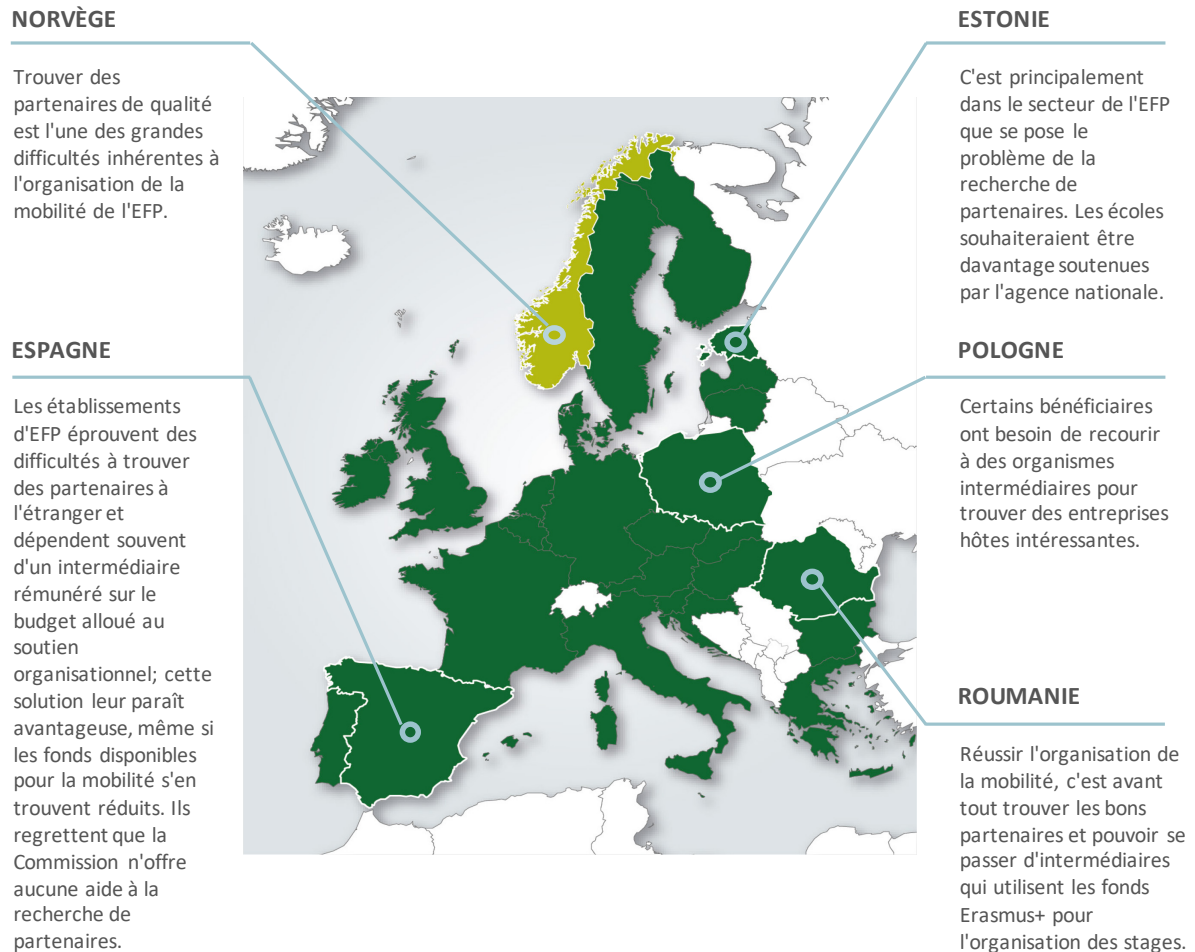 NORVÈGE
Trouver des
partenaires de qualité
est l'une des grandes
difficultés inhérentes à
l'organisation de la
mobilité de l'EFP.
ESPAGNE
Les établissements
d'EFP éprouvent des
difficultés à trouver
des partenaires à
l'étranger et
dépendent souvent
d'un intermédiaire
rémunéré sur le
budget alloué au
soutien
organisationnel; cette
solution leur paraît
avantageuse, même si
les fonds disponibles
pour la mobilité s'en
trouvent réduits. Ils
regrettent que la
Commission n'offre
aucune aide à la
recherche de
partenaires.
ESTONIE
C'est principalement
dans le secteur de l'EFP
que se pose le
problème de la
recherche de
partenaires. Les écoles
souhaiteraient être
davantage soutenues
par l'agence nationale.
POLOGNE
Certains bénéficiaires
ont besoin de recourir
à des organismes
intermédiaires pour
trouver des entreprises
hôtes intéressantes.
ROUMANIE
Réussir l'organisation de
la mobilité, c'est avant
tout trouver les bons
partenaires et pouvoir se
passer d'intermédiaires
qui utilisent les fonds
Erasmus+ pour
l'organisation des stages.